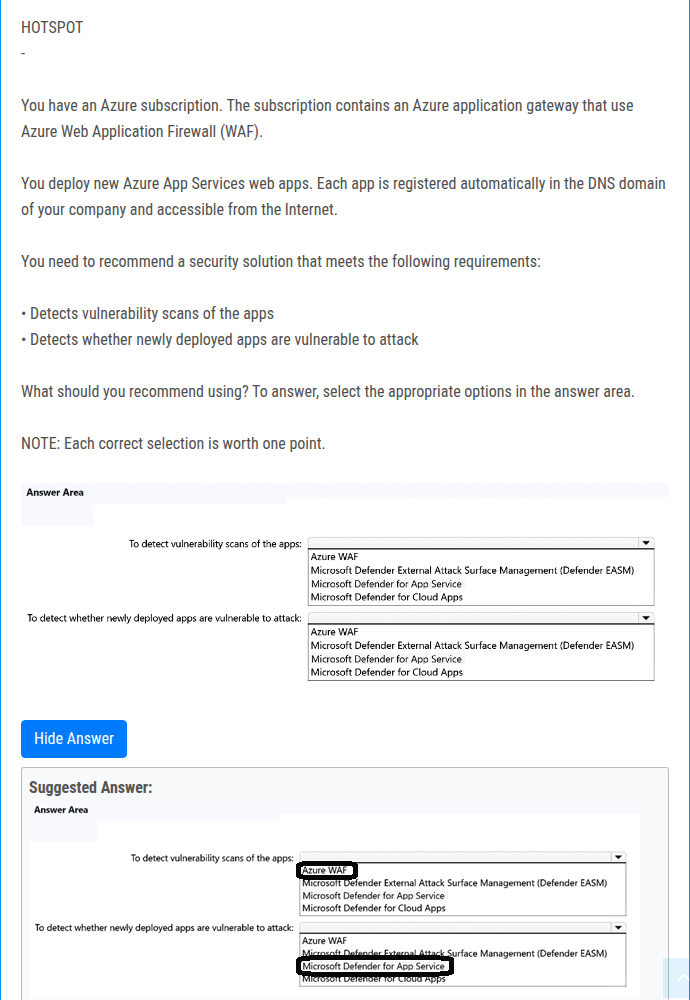 HOTSPOT
-
You have an Azure subscription. The subscription contains an Azure application gateway that use
Azure Web Application Firewall (WAF).
You deploy new Azure App Services web apps. Each app is registered automatically in the DNS domain
of your company and accessible from the Internet.
You need to recommend a security solution that meets the following requirements:
• Detects vulnerability scans of the apps
• Detects whether newly deployed apps are vulnerable to attack
What should you recommend using? To answer, select the appropriate options in the answer area.
NOTE: Each correct selection is worth one point.
Answer Area
To detect vulnerability scans of the apps:
Azure WAF
Microsoft Defender External Attack Surface Management (Defender EASM)
Microsoft Defender for App Service
Microsoft Defender for Cloud Apps
To detect whether newly deployed apps are vulnerable to attack:
Azure WAF
Microsoft Defender External Attack Surface Management (Defender EASM)
Microsoft Defender for App Service
Microsoft Defender for Cloud Apps
Hide Answer
Suggested Answer:
Answer Area
To detect vulnerability scans of the apps:
Azure WAF
Microsoft Defender External Attack Surface Management (Defender EASM)
Microsoft Defender for App Service
Microsoft Defender for Cloud Apps
To detect whether newly deployed apps are vulnerable to attack:
Azure WAF
Microsoft Defender External Attack Surface Management (Defender EASM)
Microsoft Defender for App Service
Microsoft Defender for Cloud Apps